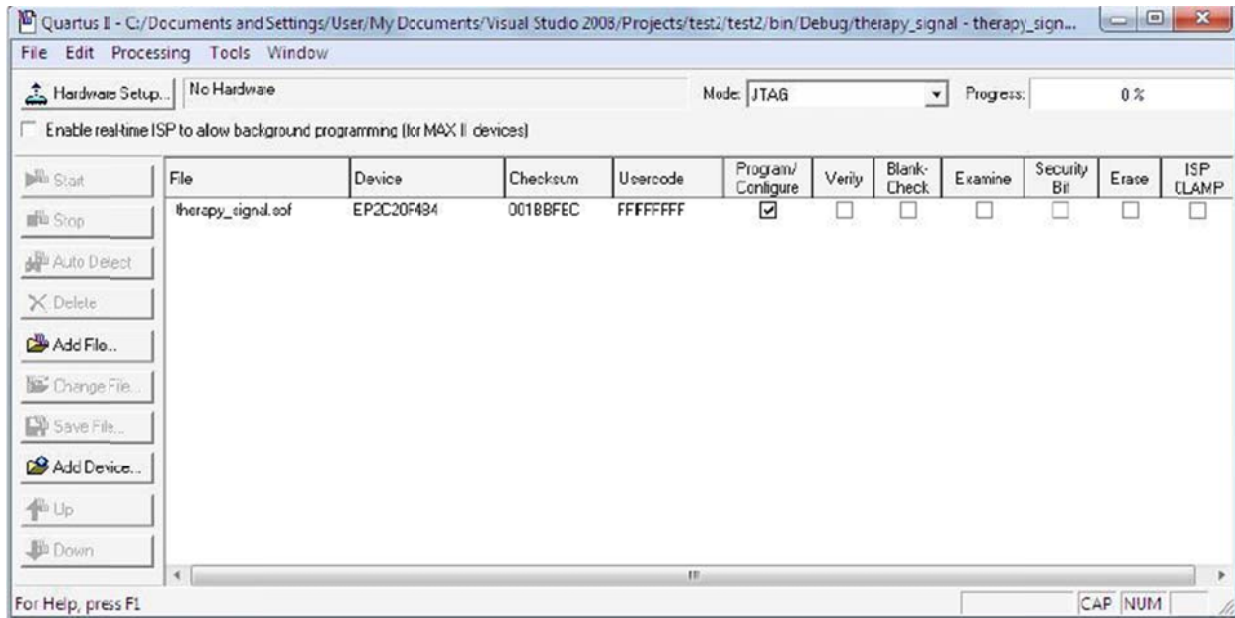 Quartus II - C:/Documents and Settings/User/My Documents/Visual Studio 2008/Projects/test2/test2/bin/Debug/therapy_signal - therapy_sign...
File Edit Processing Tools Window
Hardware Setup... No Hardware Mode: JTAG Progress: 0 %
Enable real-time ISP to allow background programming (for MAX II devices)
File Device Checksum Usercode Program/Configure Verify Blank-Check Examine Security Bit Erase ISP CLAMP
therapy_signal.sof EP2C20F484 001BBFEC FFFFFFFF
Start
Stop
Auto Detect
Delete
Add File...
Change File...
Save File...
Add Device...
Up
Down
For Help, press F1 CAP NUM